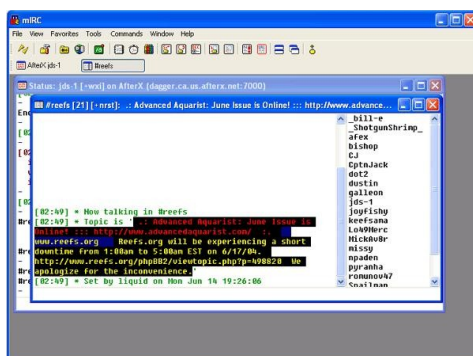 mIRC
File View Favorites Tools Commands Window Help
AfterX jds-1 #reefs
Status: jds-1 [+wxi] on AfterX (dagger.ca.us.afterx.net:7000)
#reefs [21] [+nrst]: .: Advanced Aquarist: June Issue is Online! ::: http://www.advance...
[02:49] * Now talking in #reefs
[02:49] * Topic is ' .: Advanced Aquarist: June Issue is
Online! ::: http://www.advancedaquarist.com/ :.
www.reefs.org Reefs.org will be experiencing a short
downtime from 1:00am to 5:00am EST on 6/17/04.
http://www.reefs.org/phpBB2/viewtopic.php?p=498820 We
apologize for the inconvenience.'
[02:49] * Set by liquid on Mon Jun 14 19:26:06
_bill-e
_ShotgunShrimp_
afex
bishop
CJ
CptnJack
dot2
dustin
galleon
jds-1
joyfishy
keefsama
Lo49Merc
MickAv8r
missy
npaden
pyranha
romunov47
Snailman